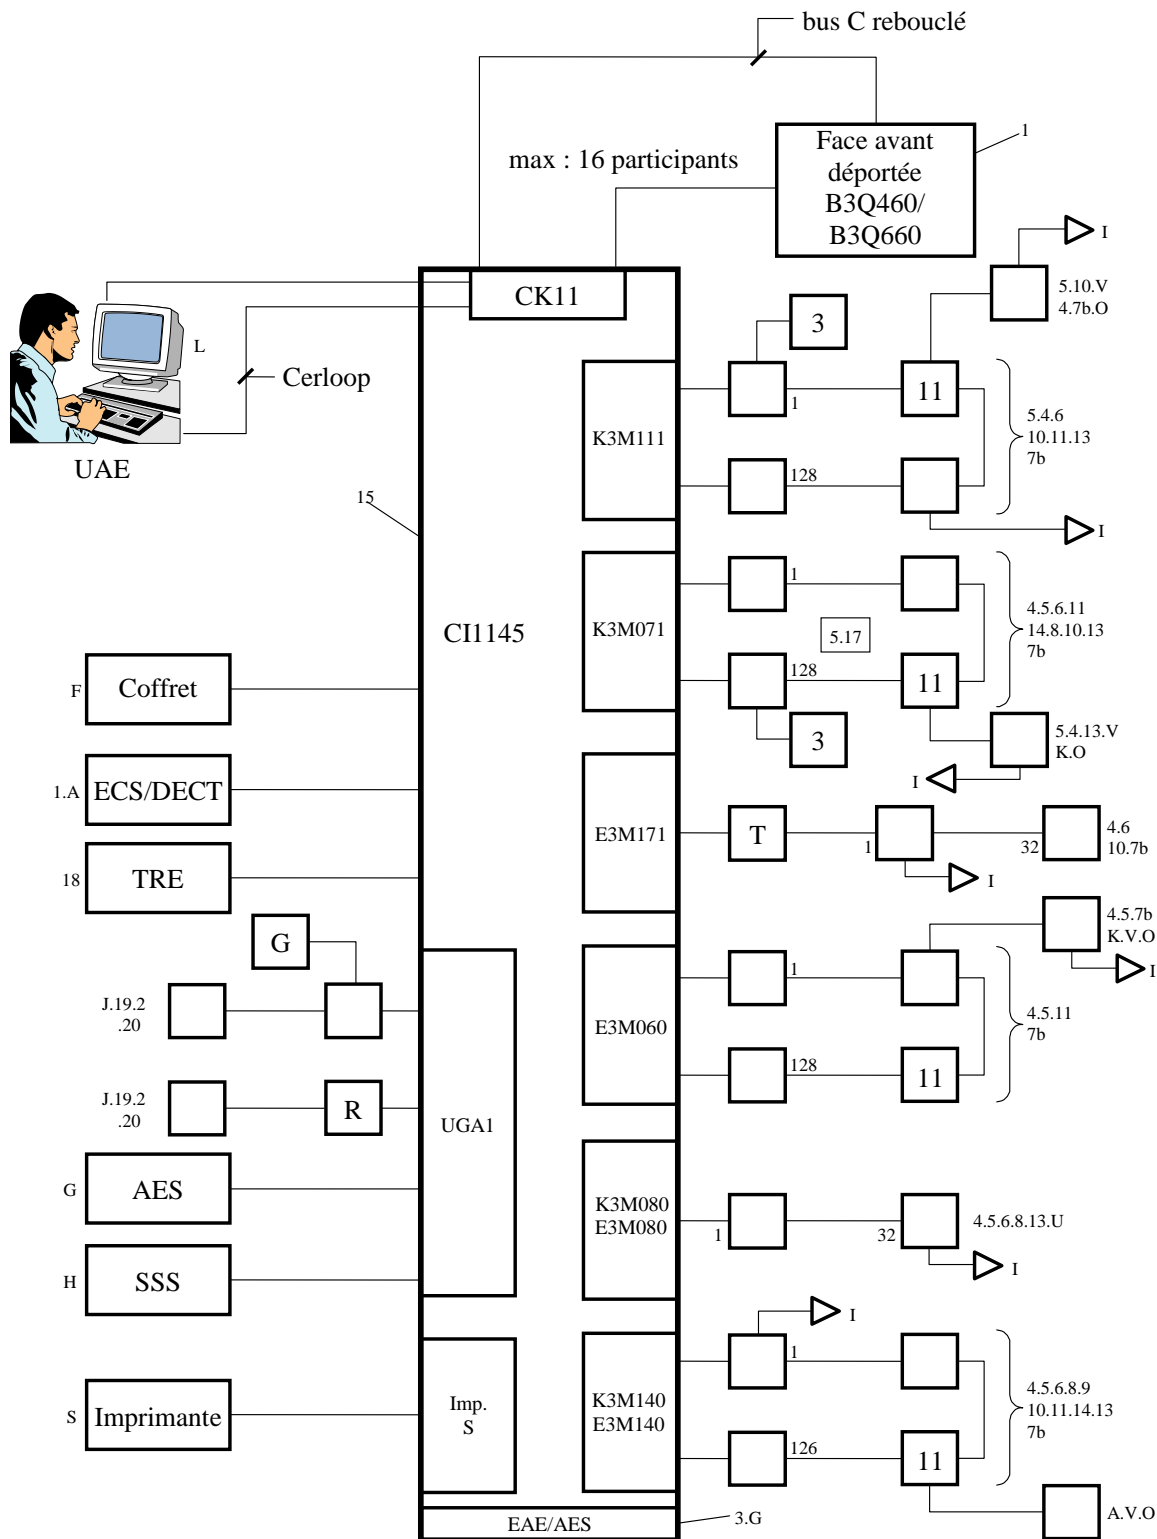 bus C rebouclé
max : 16 participants
Face avant
déportée
B3Q460/
B3Q660
1
I
5.10.V
4.7b.O
CK11
L
Cerloop
UAE
3
K3M111
1
11
128
5.4.6
10.11.13
7b
I
15
CI1145
K3M071
1
5.17
128
11
4.5.6.11
14.8.10.13
7b
3
5.4.13.V
K.O
I
F
Coffret
1.A
ECS/DECT
18
TRE
E3M171
T
1
32
4.6
10.7b
I
G
J.19.2
.20
4.5.7b
K.V.O
I
E3M060
1
128
11
4.5.11
7b
J.19.2
.20
R
UGA1
G
AES
H
SSS
K3M080
E3M080
1
32
4.5.6.8.13.U
I
I
S
Imprimante
Imp.
S
K3M140
E3M140
1
126
11
4.5.6.8.9
10.11.14.13
7b
A.V.O
EAE/AES
3.G